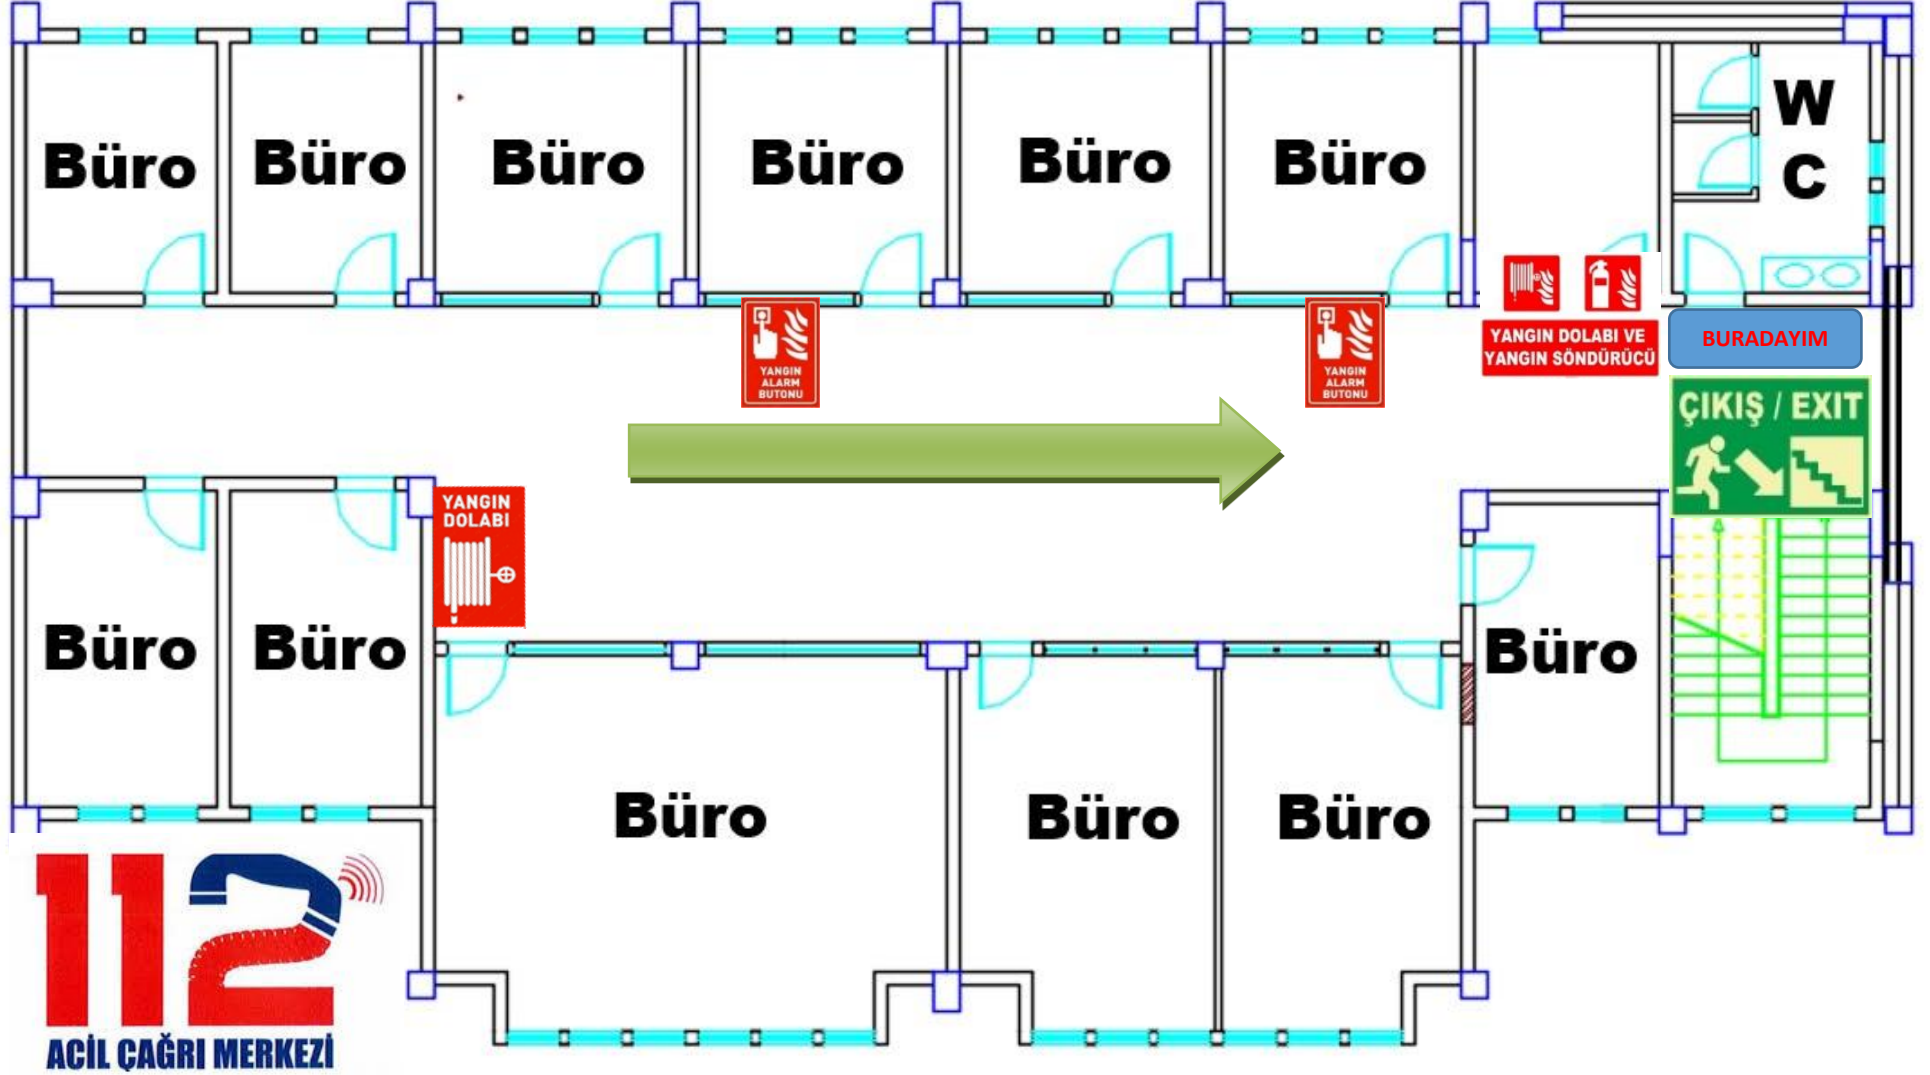 Büro
Büro
Büro
Büro
Büro
Büro
W
C
YANGIN
ALARM
BUTONU
YANGIN
ALARM
BUTONU
YANGIN DOLABI VE
YANGIN SÖNDÜRÜCÜ
BURADAYIM
ÇIKIŞ / EXIT
YANGIN
DOLABI
Büro
Büro
Büro
Büro
Büro
Büro
112
ACİL ÇAĞRI MERKEZİ